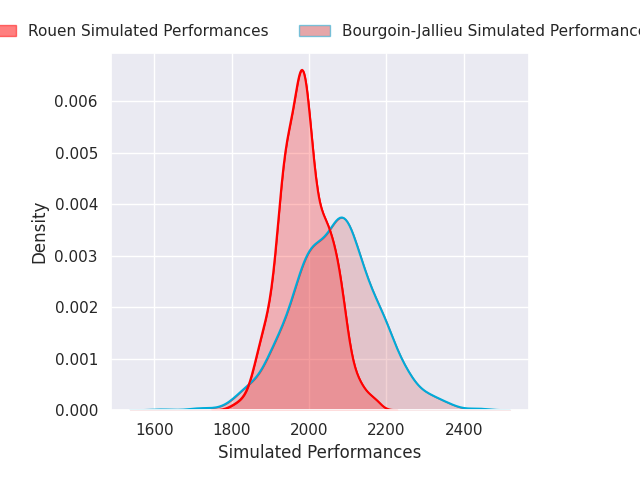 Rouen Simulated Performances
Bourgoin-Jallieu Simulated Performance
0.006
0.005
0.004
0.003
0.002
0.001
0.000
Density
1600 1800 2000 2200 2400
Simulated Performances